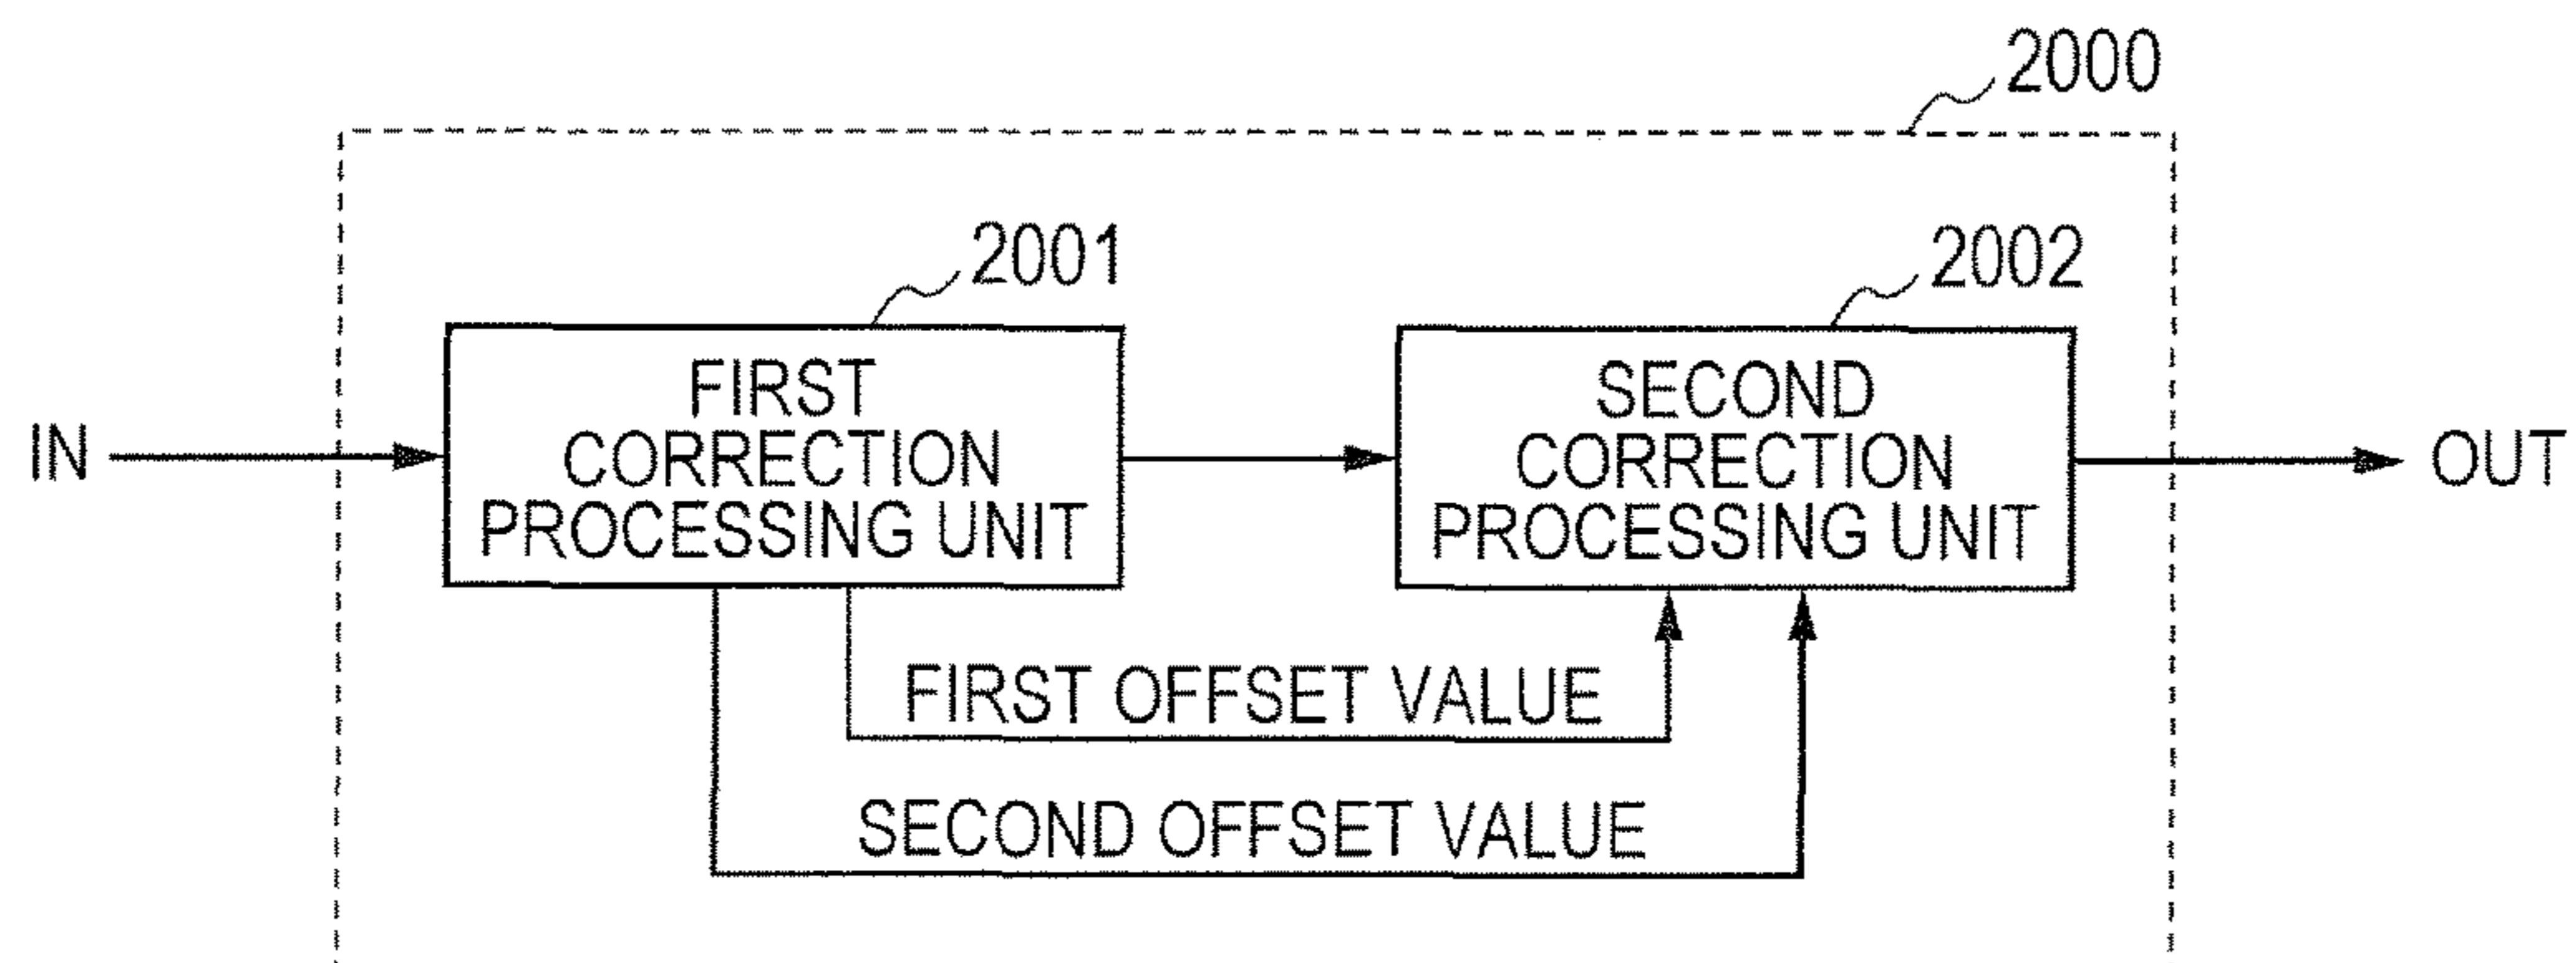 2000
2001
2002
IN
FIRST
CORRECTION
PROCESSING UNIT
SECOND
CORRECTION
PROCESSING UNIT
OUT
FIRST OFFSET VALUE
SECOND OFFSET VALUE